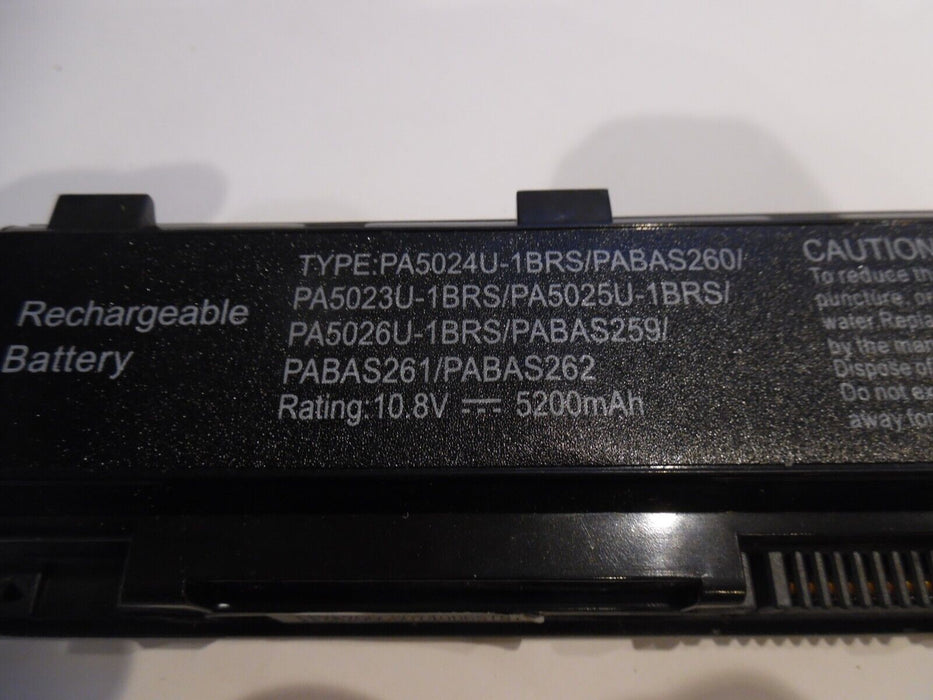 Rechargeable
Battery
TYPE:PA5024U-1BRS/PABAS260/
PA5023U-1BRS/PA5025U-1BRS/
PA5026U-1BRS/PABAS259/
PABAS261/PABAS262
Rating:10.8V ⎓ 5200mAh
CAUTION
To reduce th
puncture, or
water.Repla
by the man
Dispose of
Do not ex
away fo